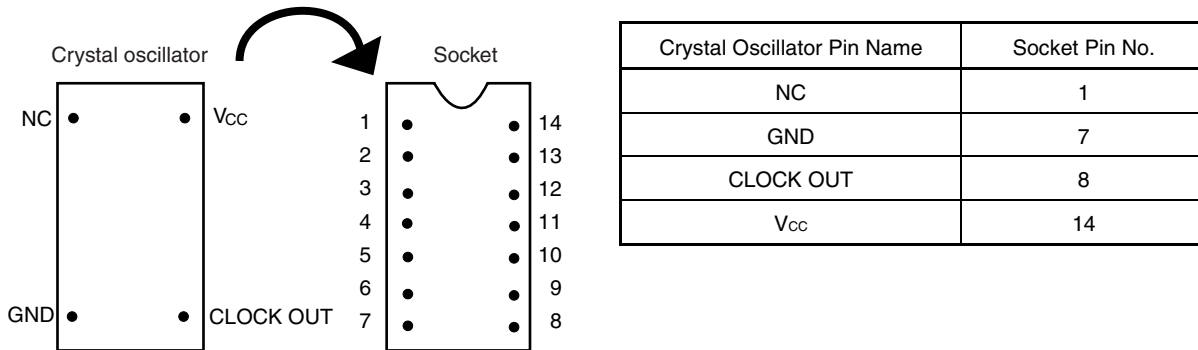 Crystal oscillator
NC
Vcc
GND
CLOCK OUT
Socket
1 14
2 13
3 12
4 11
5 10
6 9
7 8
Crystal Oscillator Pin Name Socket Pin No.
NC 1
GND 7
CLOCK OUT 8
Vcc 14